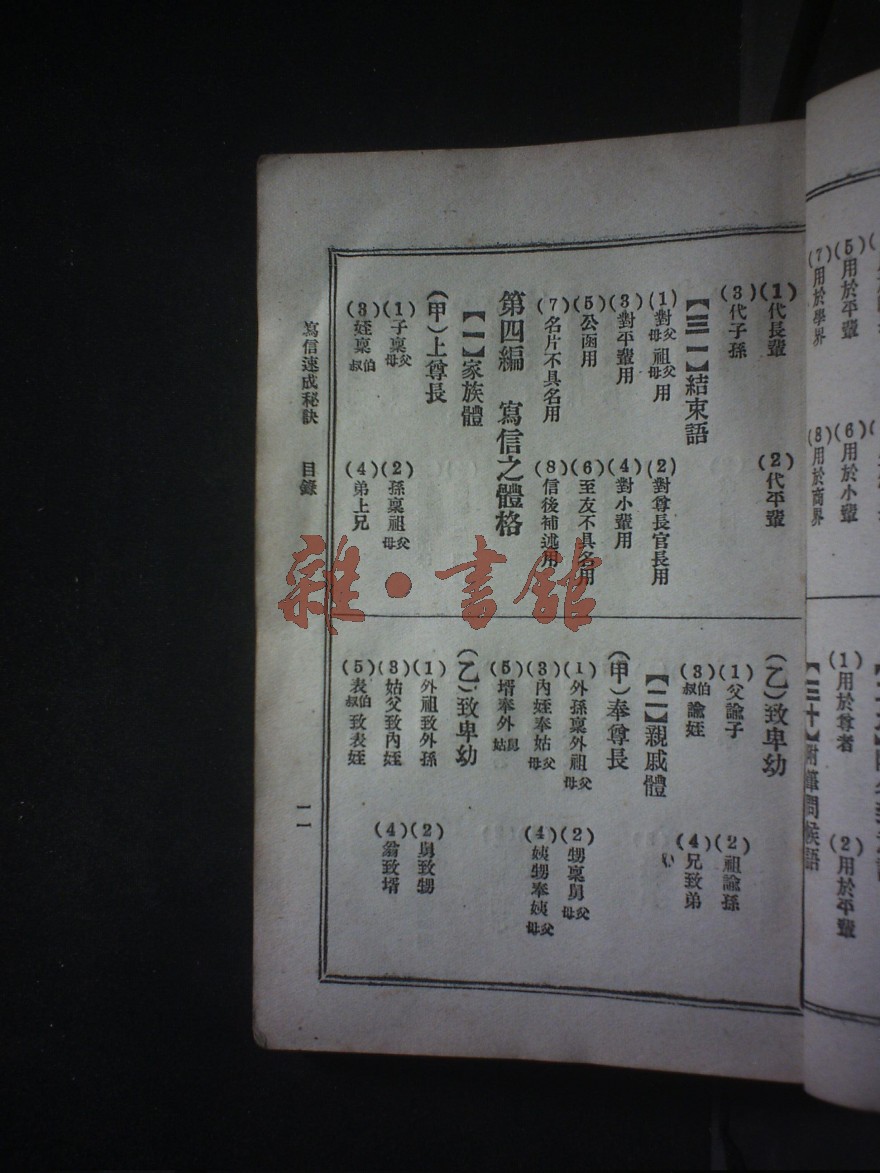 (5)用於平輩
(7)用於學界
(6)用於小輩
(8)用於商界
(1)用於尊者
(2)用於平輩
【三十】附筆問候語
(1)代長輩
(2)代平輩
(3)代子孫
【三一】結束語
(1)對父母祖父母用
(2)對尊長官長用
(3)對平輩用
(4)對小輩用
(5)公函用
(6)至友不具名用
(7)名片不具名用
(8)信後補述用
第四編 寫信之體格
【一】家族體
(甲)上尊長
(1)子稟父母
(2)孫稟祖父母
(3)姪稟伯叔
(4)弟上兄
(乙)致卑幼
(1)父諭子
(2)祖諭孫
(3)伯叔諭姪
(4)兄致弟
【二】親戚體
(甲)奉尊長
(1)外孫稟外祖父母
(2)甥稟舅父母
(3)內姪奉姑父母
(4)姨甥奉姨父母
(5)壻奉外舅姑
(乙)致卑幼
(1)外祖致外孫
(2)舅致甥
(3)姑父致內姪
(4)翁致壻
(5)表伯叔致表姪
寫信速成秘訣 目錄
一一
雜·書館